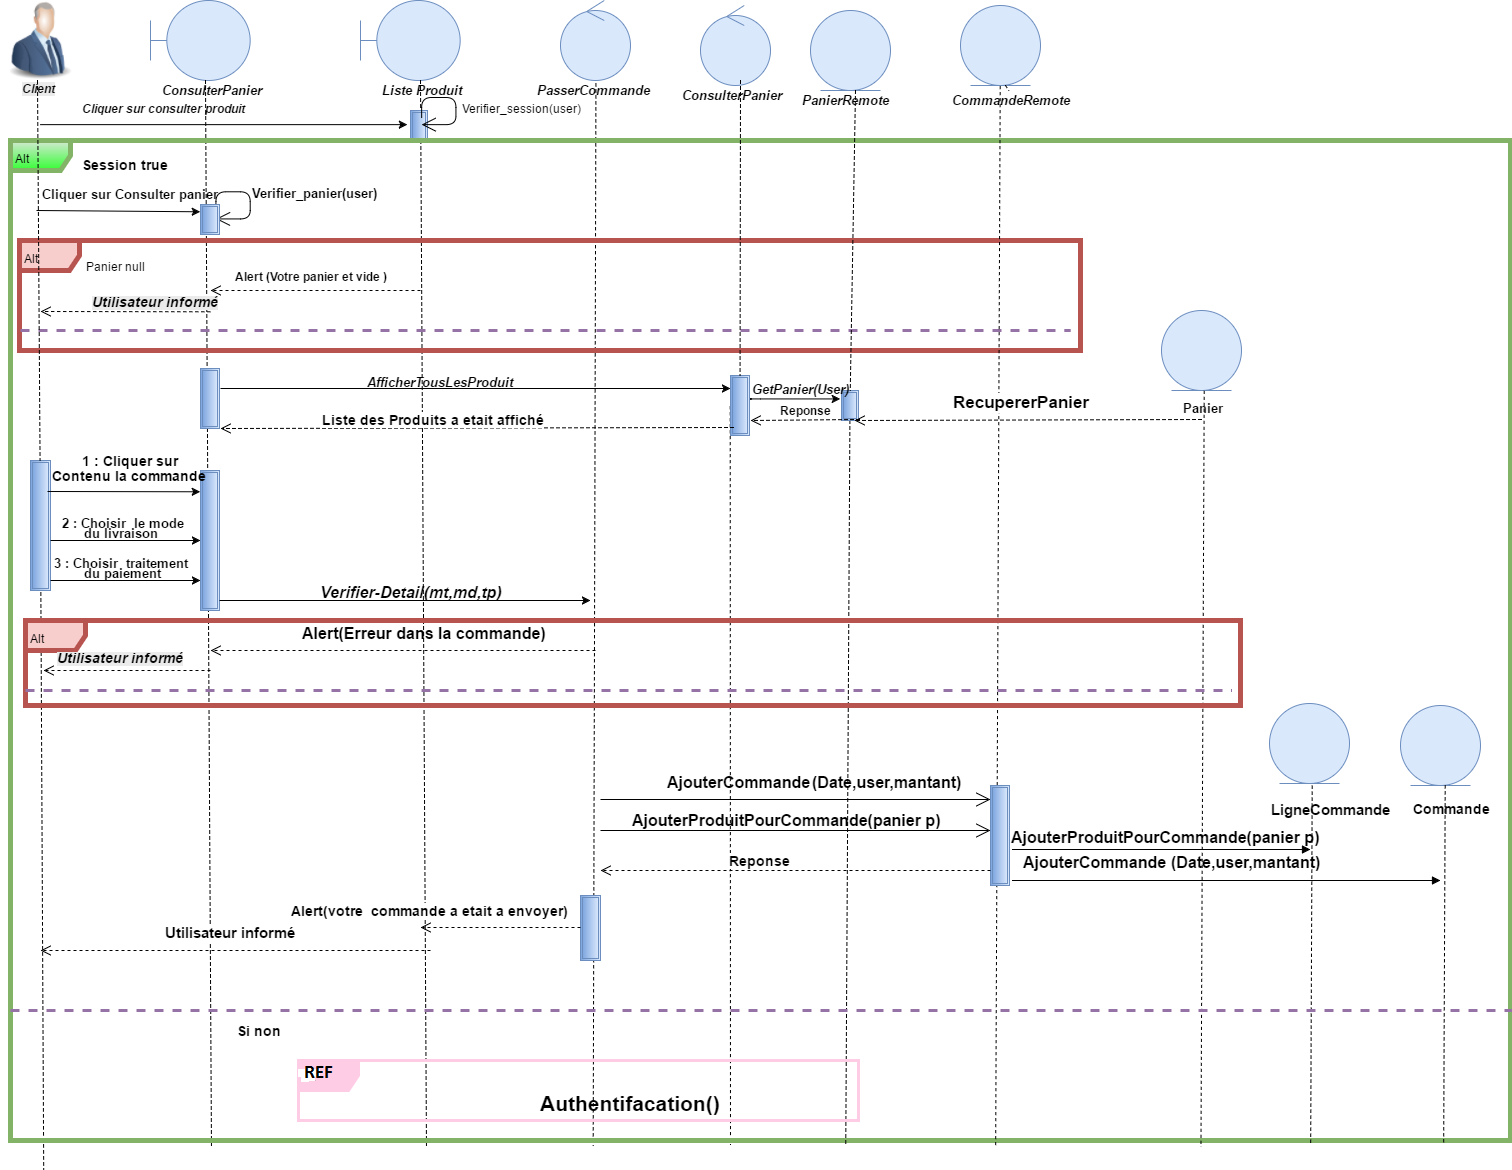 Client
ConsulterPanier
Liste Produit
PasserCommande
ConsulterPanier
PanierRemote
CommandeRemote
Cliquer sur consulter produit
Verifier_session(user)
Alt
Session true
Cliquer sur Consulter panier
Verifier_panier(user)
Alt
Panier null
Alert (Votre panier et vide )
Utilisateur informé
AfficherTousLesProduit
GetPanier(User)
Reponse
RecupererPanier
Panier
Liste des Produits a etait affiché
1 : Cliquer sur
Contenu la commande
2 : Choisir le mode
du livraison
3 : Choisir traitement
du paiement
Verifier-Detail(mt,md,tp)
Alt
Alert(Erreur dans la commande)
Utilisateur informé
AjouterCommande (Date,user,mantant)
LigneCommande
Commande
AjouterProduitPourCommande(panier p)
AjouterProduitPourCommande(panier p)
AjouterCommande (Date,user,mantant)
Reponse
Alert(votre commande a etait a envoyer)
Utilisateur informé
Si non
REF
Authentifacation()